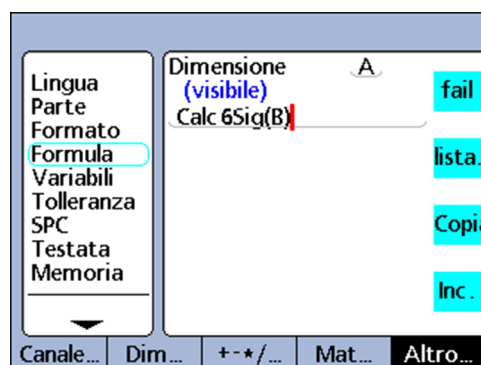 Lingua
Parte
Formato
Formula
Variabili
Tolleranza
SPC
Testata
Memoria
Dimensione A
(visibile)
Calc 6Sig(B)
fail
lista.
Copi
Inc.
Canale... Dim... +-*/... Mat... Altro...